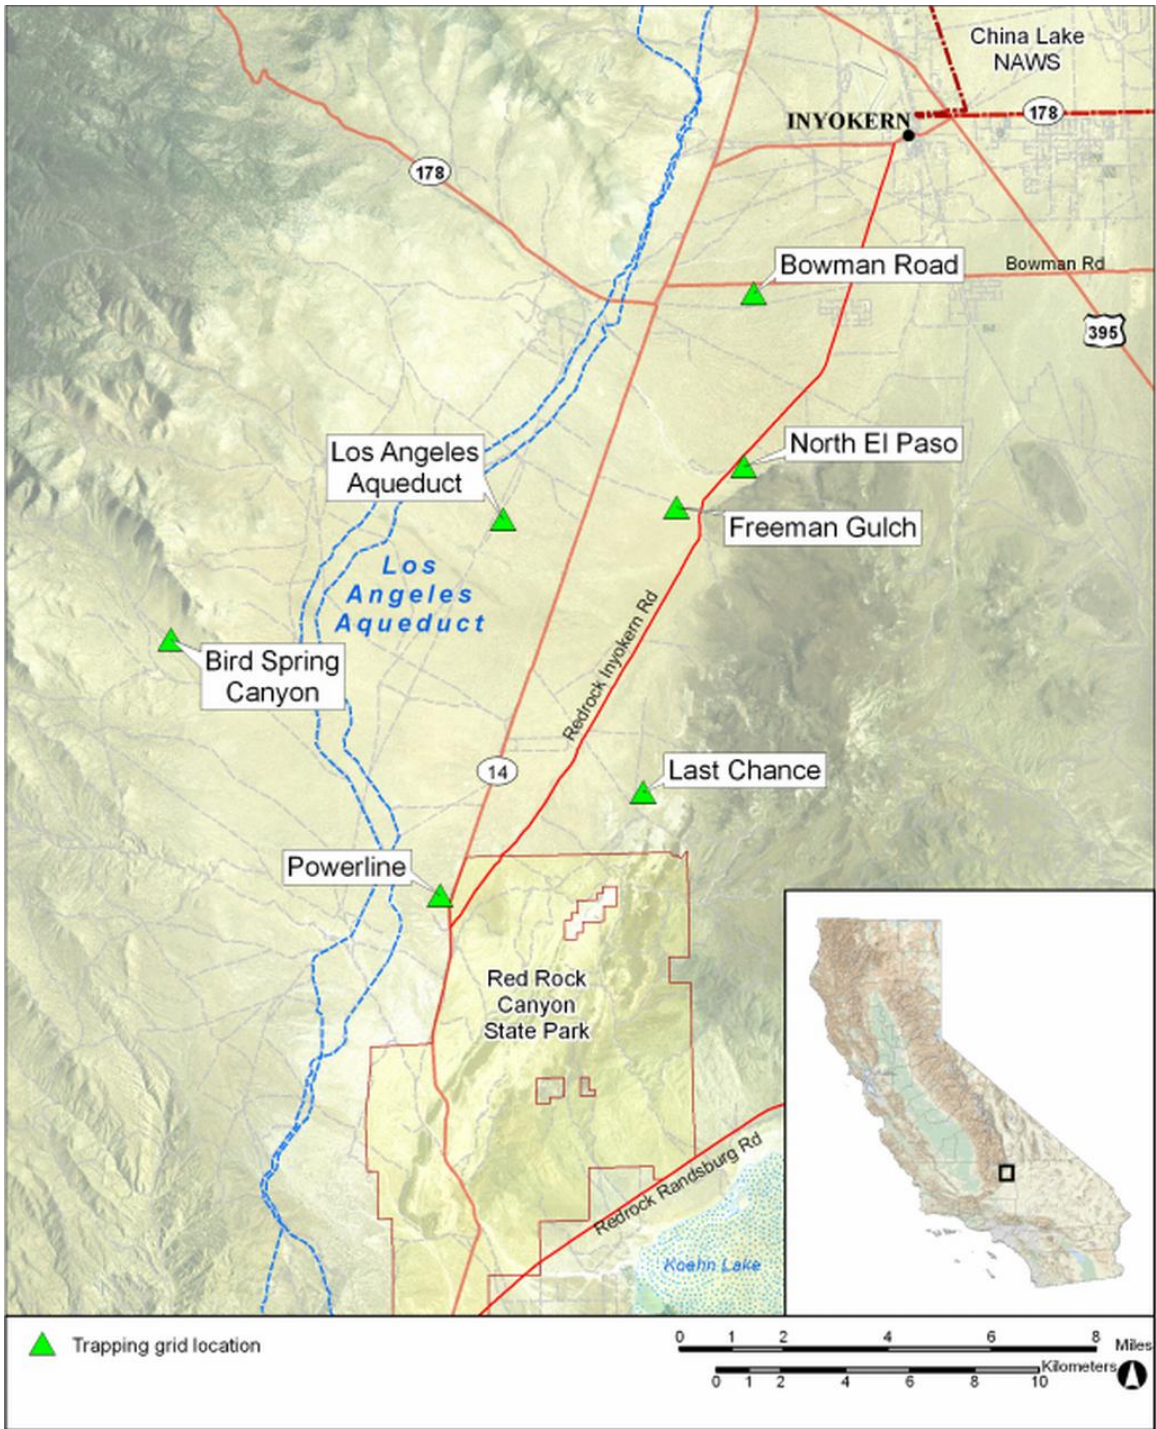 China Lake
NAWS
INYOKERN
178
178
Bowman Road
Bowman Rd
395
Los Angeles
Aqueduct
North El Paso
Freeman Gulch
Los
Angeles
Aqueduct
Bird Spring
Canyon
Redrock Inyokern Rd
14
Last Chance
Powerline
Red Rock
Canyon
State Park
Redrock Randsburg Rd
Koehn Lake
Trapping grid location
0 1 2 4 6 8 Miles
Kilometers
0 1 2 4 6 8 10